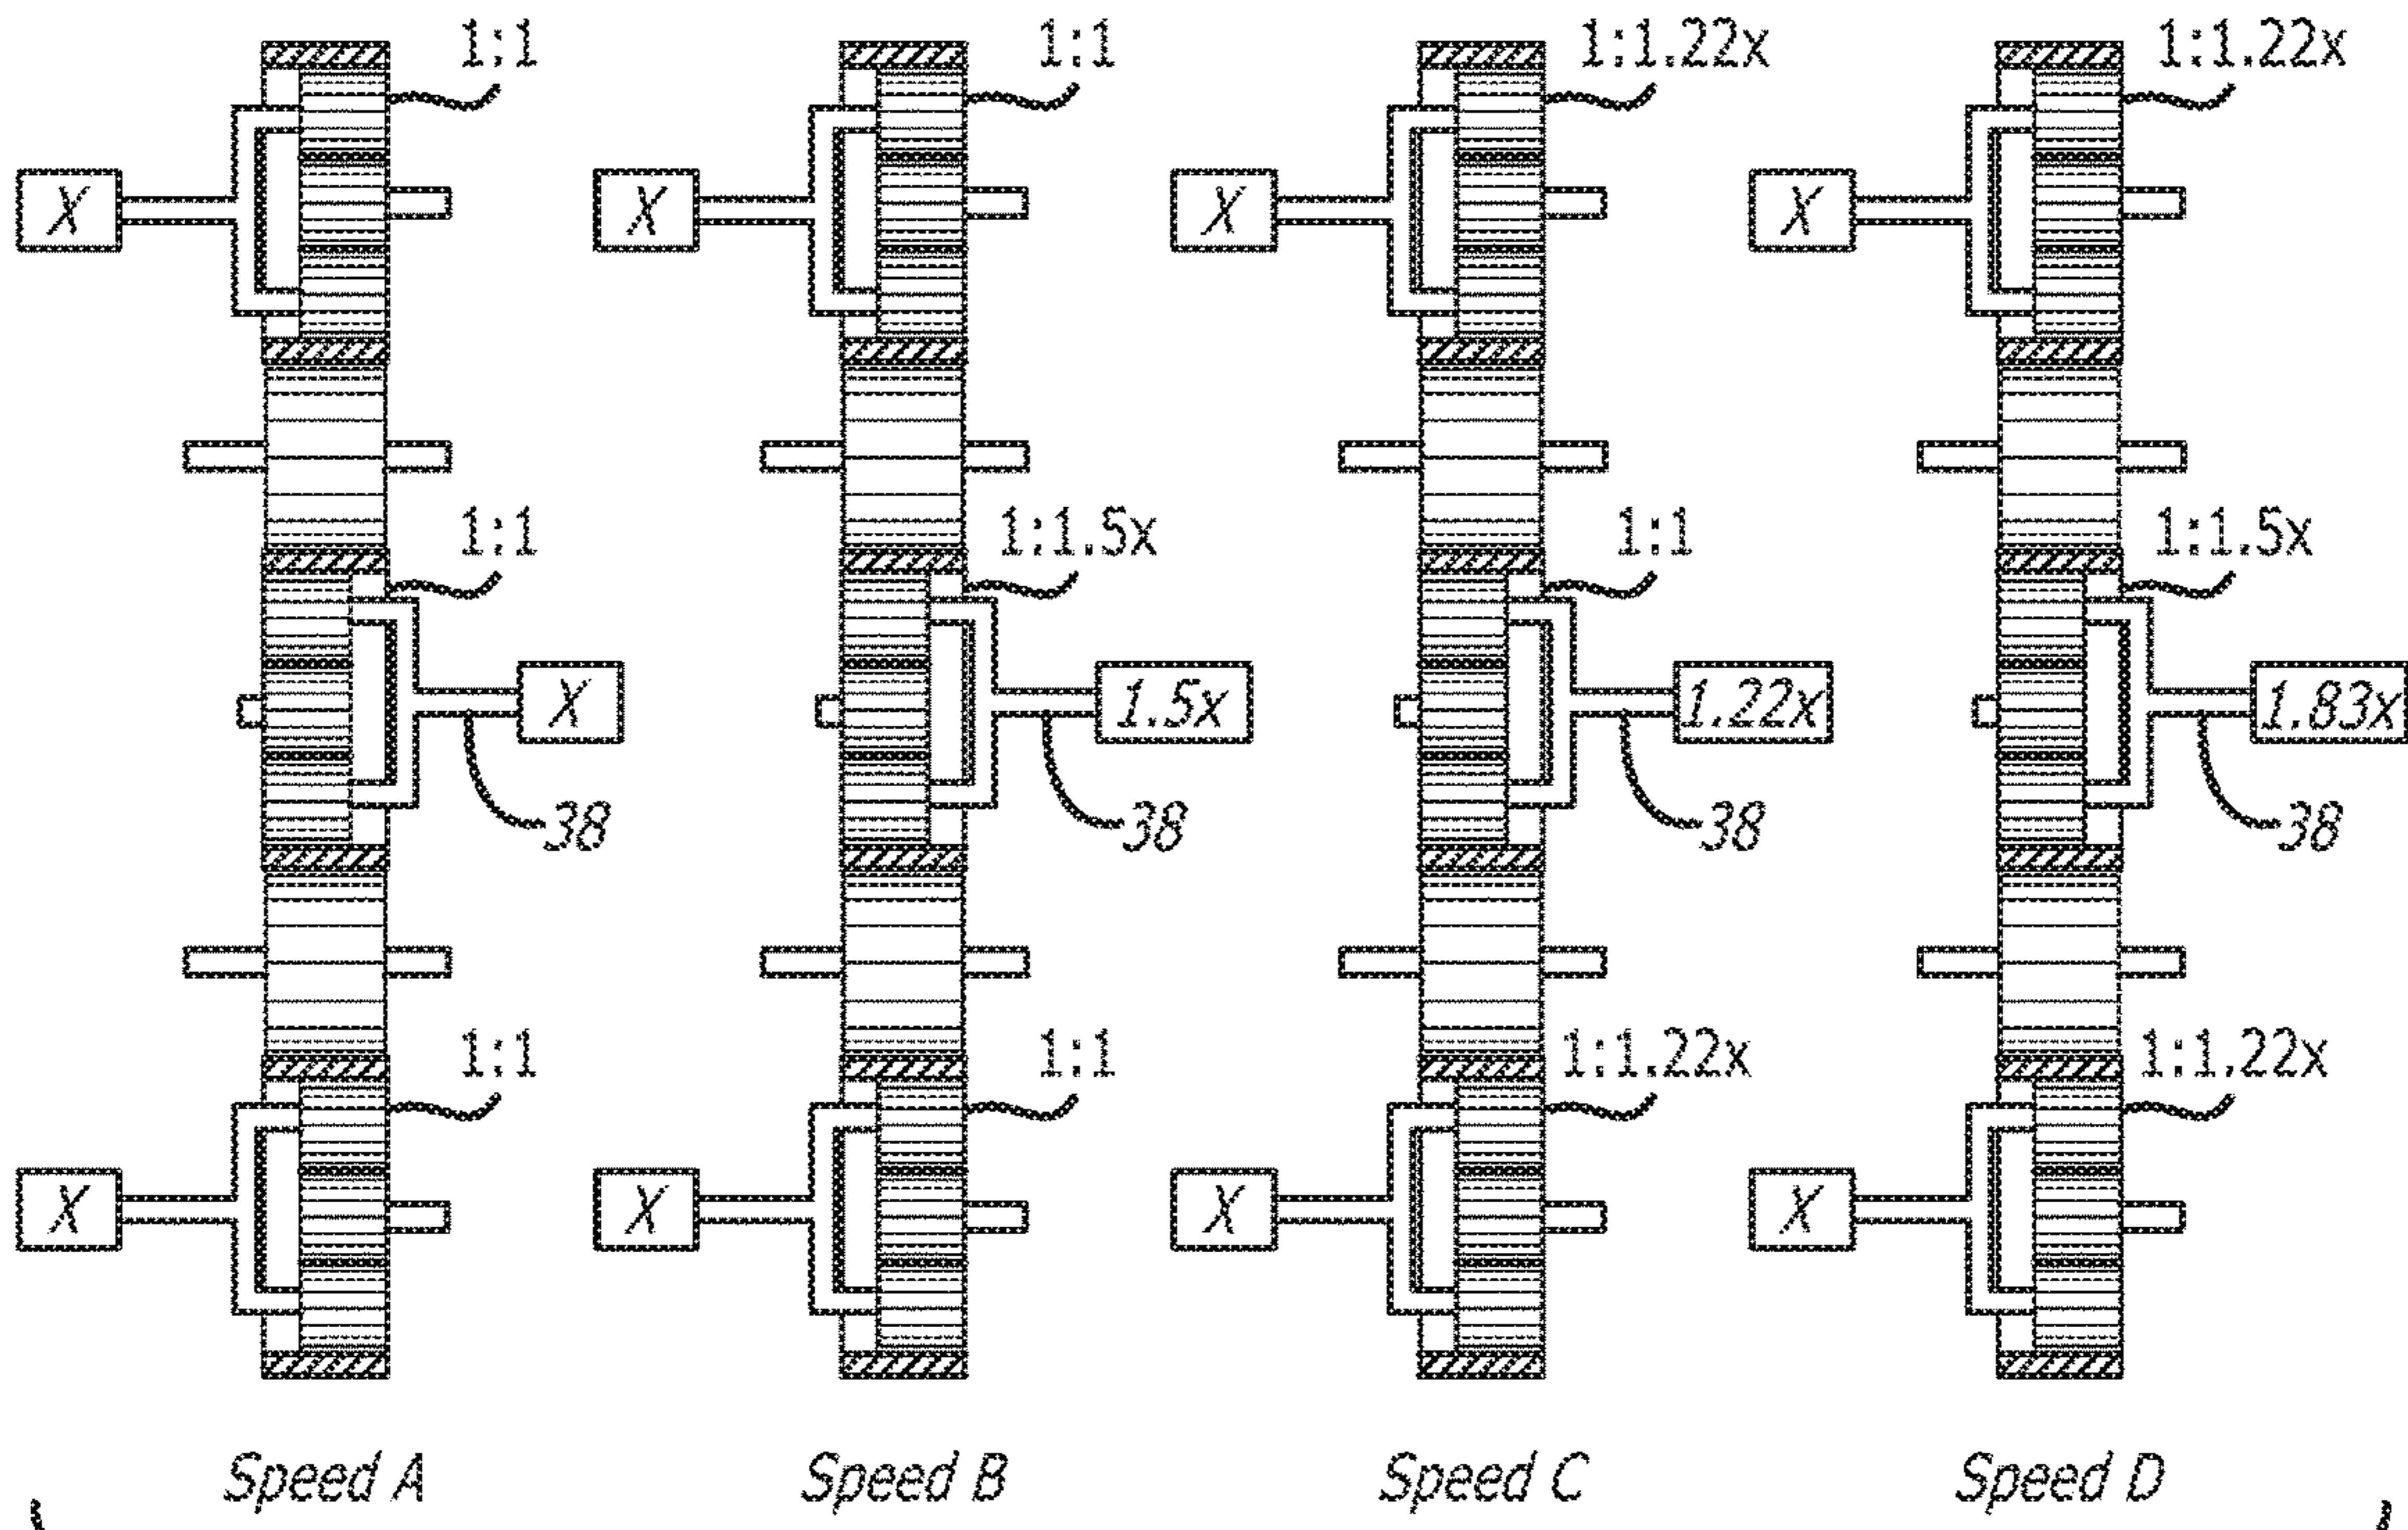 1:1 1:1 1:1.22x 1:1.22x
X X X X
1:1 1:1.5x 1:1 1:1.5x
X 1.5x 1.22x 1.83x
38 38 38 38
1:1 1:1 1:1.22x 1:1.22x
X X X X
Speed A Speed B Speed C Speed D